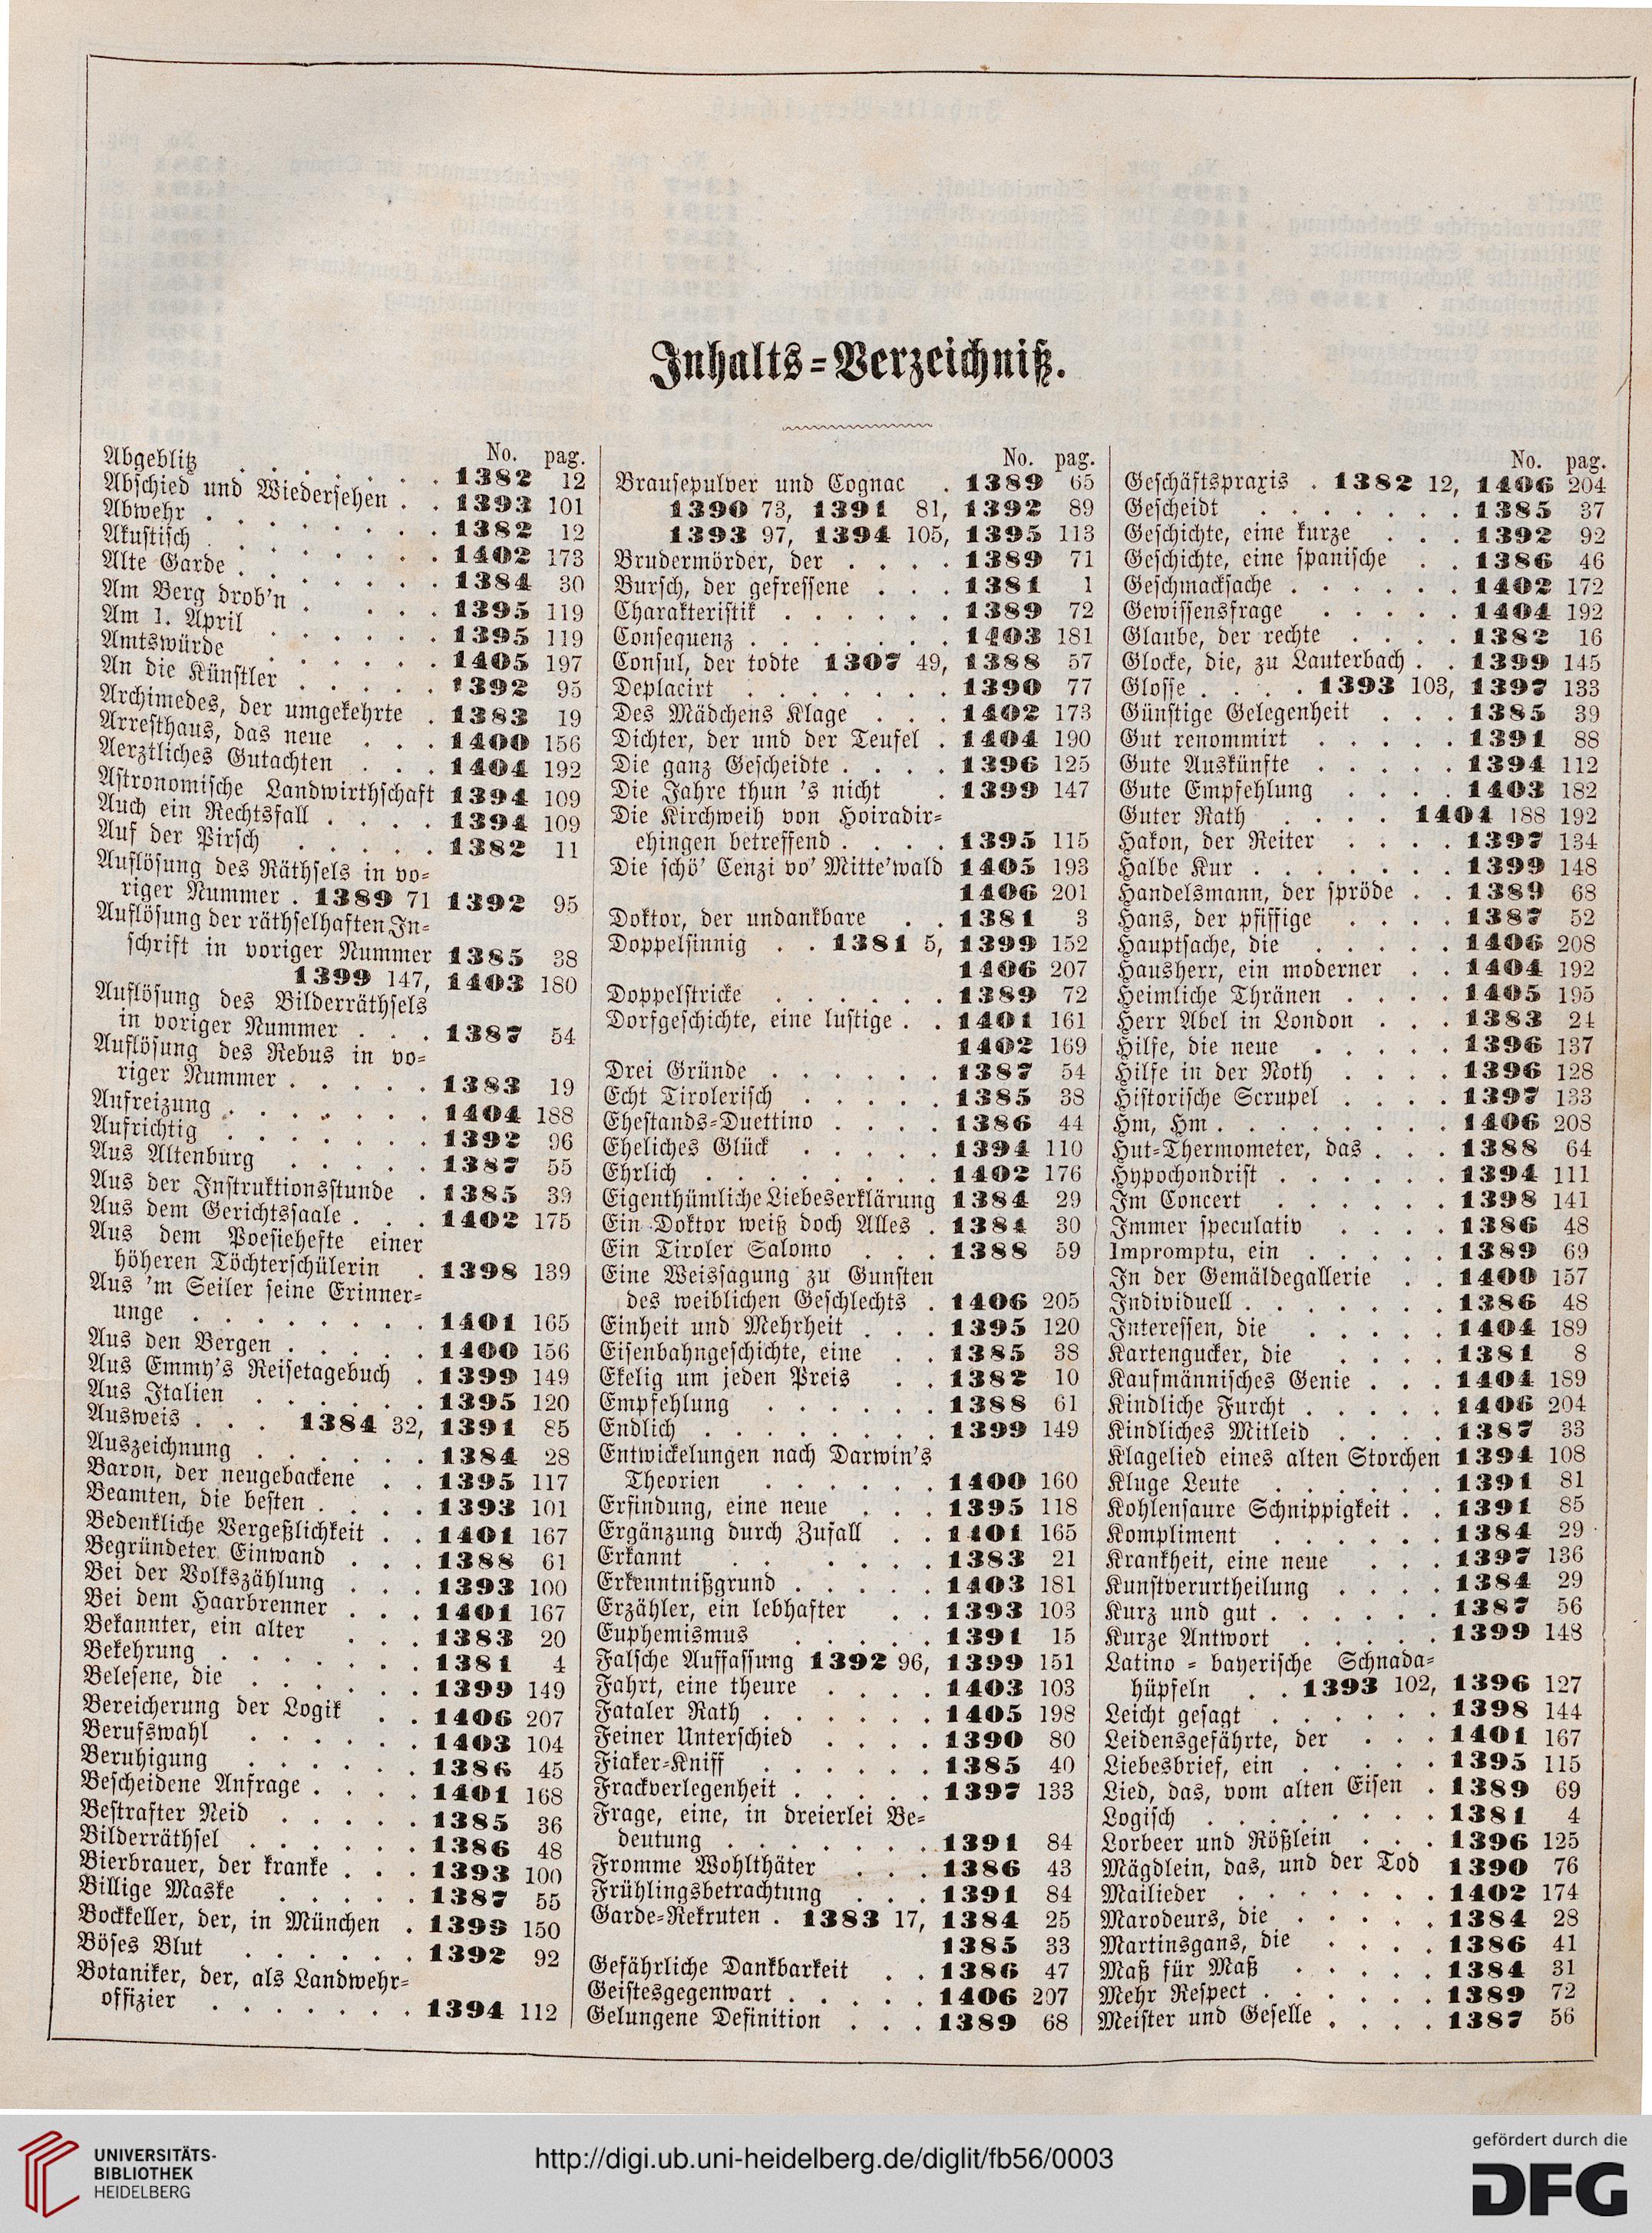 Inhalts-Verzeichniß.
No. pag.
Abgeblitz . . . . . . 1382 12
Abschied und Wiedersehen . . 1393 101
Abwehr . . . . . . . . 1382 12
Akustisch . . . . . . . 1402 173
Alte Garde . . . . . . . 1384 30
Am Berg drob'n . . . . . 1395 119
Am 1. April . . . . . . 1395 119
Amtswürde . . . . . . 1405 197
An die Künstler . . . . . 1392 95
Archimedes, der umgekehrte . 1383 19
Arresthaus, das neue . . . 1400 156
Aerztliches Gutachten . . . 1404 192
Astronomische Landwirthschaft 1394 109
Auch ein Rechtsfall . . . . 1394 109
Auf der Pirsch . . . . . 1382 11
Auflösung des Räthsels in vo-
riger Nummer . 1389 71 1392 95
Auflösung der räthselhaften In-
schrift in voriger Nummer 1385 38
1399 147, 1403 180
Auflösung des Bilderräthsels
in voriger Nummer . . . 1387 54
Auflösung des Rebus in vo-
riger Nummer . . . . . 1383 19
Aufreizung . . . . . . . 1404 188
Aufrichtig . . . . . . . 1392 96
Aus Altenburg . . . . . 1387 55
Aus der Instruktionsstunde . 1385 39
Aus dem Gerichtssaale . . . 1402 175
Aus dem Poesiehefte einer
höheren Töchterschülerin . 1398 139
Aus 'm Seiler seine Erinner-
unge . . . . . . . . 1401 165
Aus den Bergen . . . . . 1400 156
Aus Emmy's Reisetagebuch . 1399 149
Aus Italien . . . . . . 1395 120
Ausweis . . . 1384 32, 1391 85
Auszeichnung . . . . . . 1384 28
Baron, der neugebackene . . 1395 117
Beamten, die besten . . . . 1393 101
Bedenkliche Vergeßlichkeit . . 1401 167
Begründeter Einwand . . . 1388 61
Bei der Volkszählung . . . 1393 100
Bei dem Haarbrenner . . . 1401 167
Bekannter, ein alter . . . 1383 20
Bekehrung . . . . . . . 1381 4
Belesene, die . . . . . . 1399 149
Bereicherung der Logik . . 1406 207
Berufswahl . . . . . . 1403 104
Beruhigung . . . . . . 1386 45
Bescheidene Anfrage . . . . 1401 168
Bestrafter Neid . . . . . 1385 36
Bilderräthsel . . . . . . 1386 48
Bierbrauer, der kranke . . . 1393 100
Billige Maske . . . . . 1387 55
Bockkeller, der, in München . 1399 150
Böses Blut . . . . . . 1392 92
Botaniker, der, als Landwehr-
offizier . . . . . . . 1394 112
No. pag.
Brausepulver und Cognac . 1389 65
1390 73, 1391 81, 1392 89
1393 97, 1394 105, 1395 113
Brudermörder, der . . . . 1389 71
Bursch, der gefressene . . . 1381 1
Charakteristik . . . . . . 1389 72
Consequenz . . . . . . . 1403 181
Consul, der todte 1307 49, 1388 57
Deplacirt . . . . . . . 1390 77
Des Mädchens Klage . . . 1402 173
Dichter, der und der Teufel . 1404 190
Die ganz Gescheidte . . . . 1396 125
Die Jahre thun 's nicht . 1399 147
Die Kirchweih von Hoiradir-
ehingen betreffend . . . . 1395 115
Die schö' Cenzi vo' Mitte'wald 1405 193
1406 201
Doktor, der undankbare . . 1381 3
Doppelsinnig . . 1381 5, 1399 152
1406 207
Doppelstricke . . . . . . 1389 72
Dorfgeschichte, eine lustige . . 1401 161
1402 169
Drei Gründe . . . . . . 1387 54
Echt Tirolerisch . . . . . 1385 38
Ehestands-Duettino . . . . 1386 44
Eheliches Glück . . . . . 1394 110
Ehrlich . . . . . . . . 1402 176
Eigenthümliche Liebeserklärung 1384 29
Ein Doktor weiß doch Alles . 1384 30
Ein Tiroler Salomo . . . 1388 59
Eine Weissagung zu Gunsten
des weiblichen Geschlechts . 1406 205
Einheit und Mehrheit . . . 1395 120
Eisenbahngeschichte, eine . . 1385 38
Ekelig um jeden Preis . . 1382 10
Empfehlung . . . . . . 1388 61
Endlich . . . . . . . . 1399 149
Entwickelungen nach Darwin's
Theorien . . . . . . 1400 160
Erfindung, eine neue . . . 1395 118
Ergänzung durch Zufall . . 1401 165
Erkannt . . . . . . . 1383 21
Erkenntnißgrund . . . . . 1403 181
Erzähler, ein lebhafter . . 1393 103
Euphemismus . . . . . 1391 15
Falsche Auffassung 1392 96, 1399 151
Fahrt, eine theure . . . . 1403 103
Fataler Rath . . . . . . 1405 198
Feiner Unterschied . . . . 1390 80
Fiaker-Kniff . . . . . . 1385 40
Frackverlegenheit . . . . . 1397 133
Frage, eine, in dreierlei Be-
deutung . . . . . . . 1391 84
Fromme Wohlthäter . . . 1386 43
Frühlingsbetrachtung . . . 1391 84
Garde-Rekruten . 1383 17, 1384 25
1385 33
Gefährliche Dankbarkeit . . 1386 47
Geistesgegenwart . . . . . 1406 207
Gelungene Definition . . . 1389 68
No. pag.
Geschäftspraxis . 1382 12, 1406 204
Gescheidt . . . . . . . 1385 37
Geschichte, eine kurze . . . 1392 92
Geschichte, eine spanische . . 1386 46
Geschmacksache . . . . . . 1402 172
Gewissensfrage . . . . . 1404 192
Glaube, der rechte . . . . 1382 16
Glocke, die, zu Lauterbach . . 1399 145
Glosse . . . . 1393 103, 1397 133
Günstige Gelegenheit . . . 1385 39
Gut renommirt . . . . . 1391 88
Gute Auskünfte . . . . . 1394 112
Gute Empfehlung . . . . 1403 182
Guter Rath . . . . 1404 188 192
Hakon, der Reiter . . . . 1397 134
Halbe Kur . . . . . . . 1399 148
Handelsmann, der spröde . . 1389 68
Hans, der pfiffige . . . . 1387 52
Hauptsache, die . . . . . 1406 208
Hausherr, ein moderner . . 1404 192
Heimliche Thränen . . . . 1405 195
Herr Abel in London . . . 1383 24
Hilfe, die neue . . . . . 1396 137
Hilfe in der Noth . . . . 1396 128
Historische Scrupel . . . . 1397 133
Hm, Hm . . . . . . . . 1406 208
Hut-Thermometer, das . . . 1388 64
Hypochondrist . . . . . . 1394 111
Im Concert . . . . . . 1398 141
Immer speculativ . . . . 1386 48
Impromptu, ein . . . . . 1389 69
In der Gemäldegallerie . . 1400 157
Individuell . . . . . . . 1386 48
Interessen, die . . . . . 1404 189
Kartengucker, die . . . . 1381 8
Kaufmännisches Genie . . . 1404 189
Kindliche Furcht . . . . . 1406 204
Kindliches Mitleid . . . . 1387 33
Klagelied eines alten Storchen 1394 108
Kluge Leute . . . . . . 1391 81
Kohlensaure Schnippigkeit . . 1391 85
Kompliment . . . . . . 1384 29
Krankheit, eine neue . . . 1397 136
Kunstverurtheilung . . . . 1384 29
Kurz und gut . . . . . . 1387 56
Kurze Antwort . . . . . 1399 148
Latino - bayerische Schnada-
hüpfeln . . 1393 102, 1396 127
Leicht gesagt . . . . . . 1398 144
Leidensgefährte, der . . . 1401 167
Liebesbrief, ein . . . . . 1395 115
Lied, das, vom alten Eisen . 1389 69
Logisch . . . . . . . . 1381 4
Lorbeer und Rößlein . . . 1396 125
Mägdlein, das, und der Tod 1390 76
Mailieder . . . . . . . 1402 174
Marodeurs, die . . . . . 1384 28
Martinsgans, die . . . . 1386 41
Maß für Maß . . . . . 1384 31
Mehr Respect . . . . . . 1389 72
Meister und Geselle . . . . 1387 56
UNIVERSITÄTS-
BIBLIOTHEK
HEIDELBERG
http://digi.ub.uni-heidelberg.de/diglit/fb56/0003
gefördert durch die
DFG